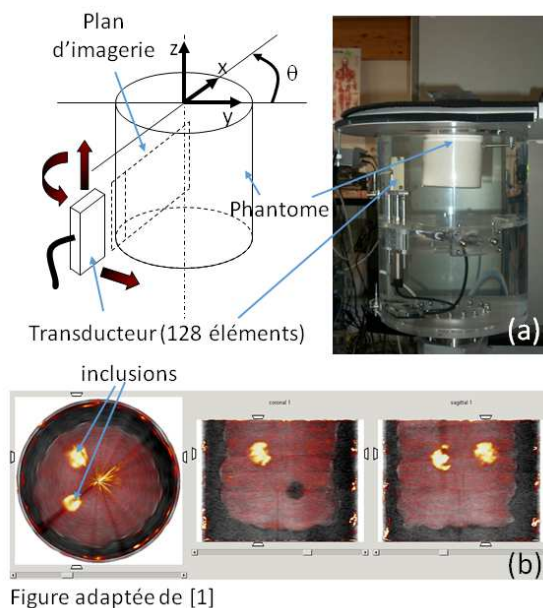 Plan
d'imagerie
z
x
θ
y
Phantome
Transducteur (128 éléments)
(a)
inclusions
coronal 1
sagittal 1
(b)
Figure adaptée de [1]